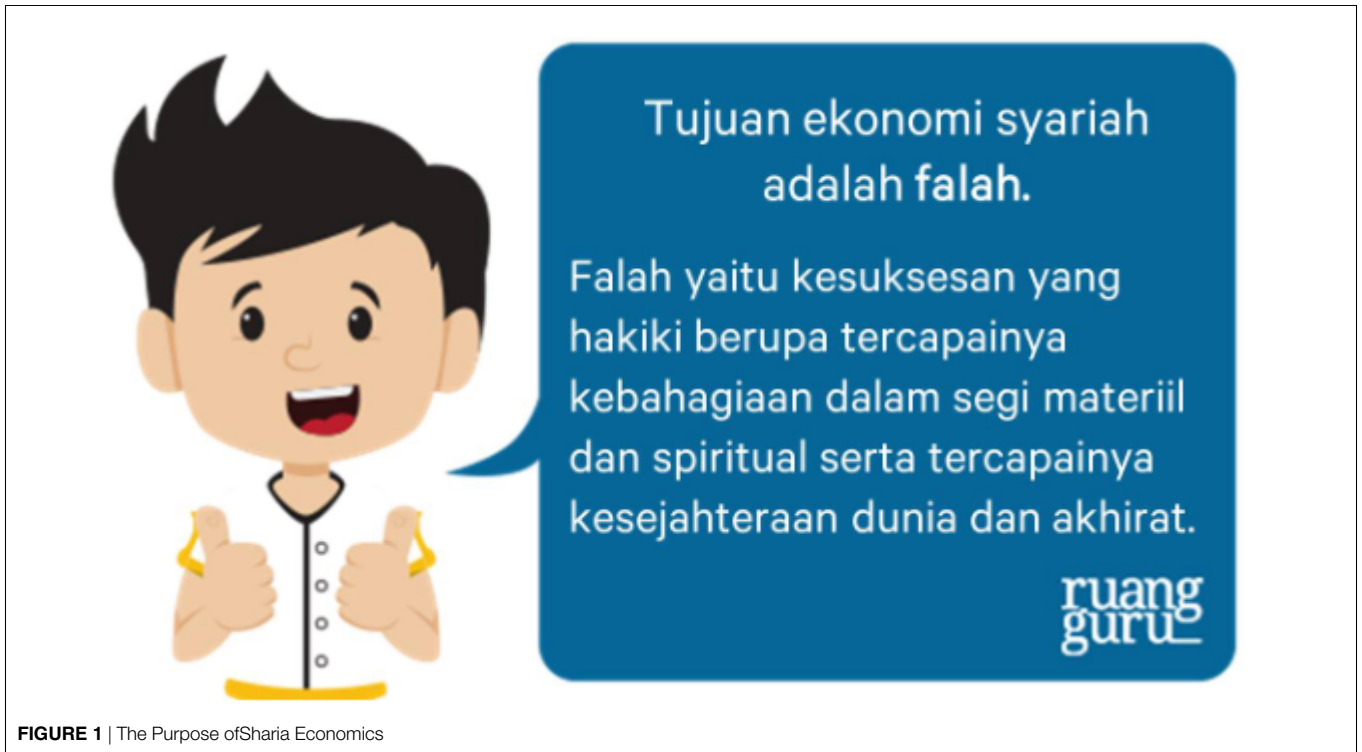 Tujuan ekonomi syariah
adalah falah.
Falah yaitu kesuksesan yang
hakiki berupa tercapainya
kebahagiaan dalam segi materiil
dan spiritual serta tercapainya
kesejahteraan dunia dan akhirat.
ruang
guru
FIGURE 1 | The Purpose ofSharia Economics